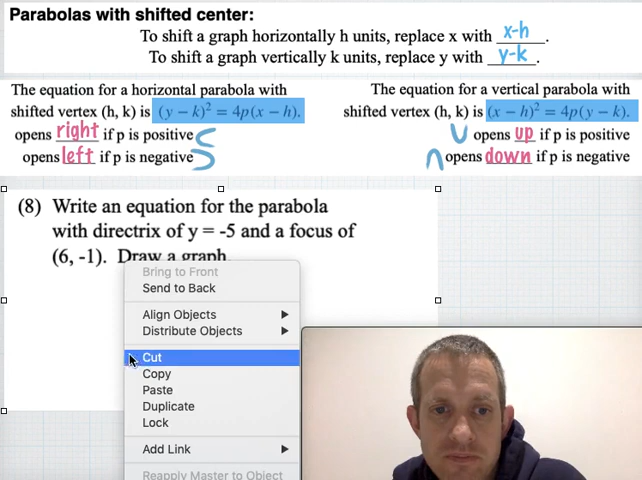 Parabolas with shifted center:
To shift a graph horizontally h units, replace x with x-h.
To shift a graph vertically k units, replace y with y-k.
The equation for a horizontal parabola with
shifted vertex (h, k) is (y − k)² = 4p(x − h).
opens right if p is positive
opens left if p is negative
The equation for a vertical parabola with
shifted vertex (h, k) is (x − h)² = 4p(y − k).
opens up if p is positive
opens down if p is negative
(8) Write an equation for the parabola
with directrix of y = -5 and a focus of
(6, -1). Draw a graph.
Bring to Front
Send to Back
Align Objects
Distribute Objects
Cut
Copy
Paste
Duplicate
Lock
Add Link
Reapply Master to Object